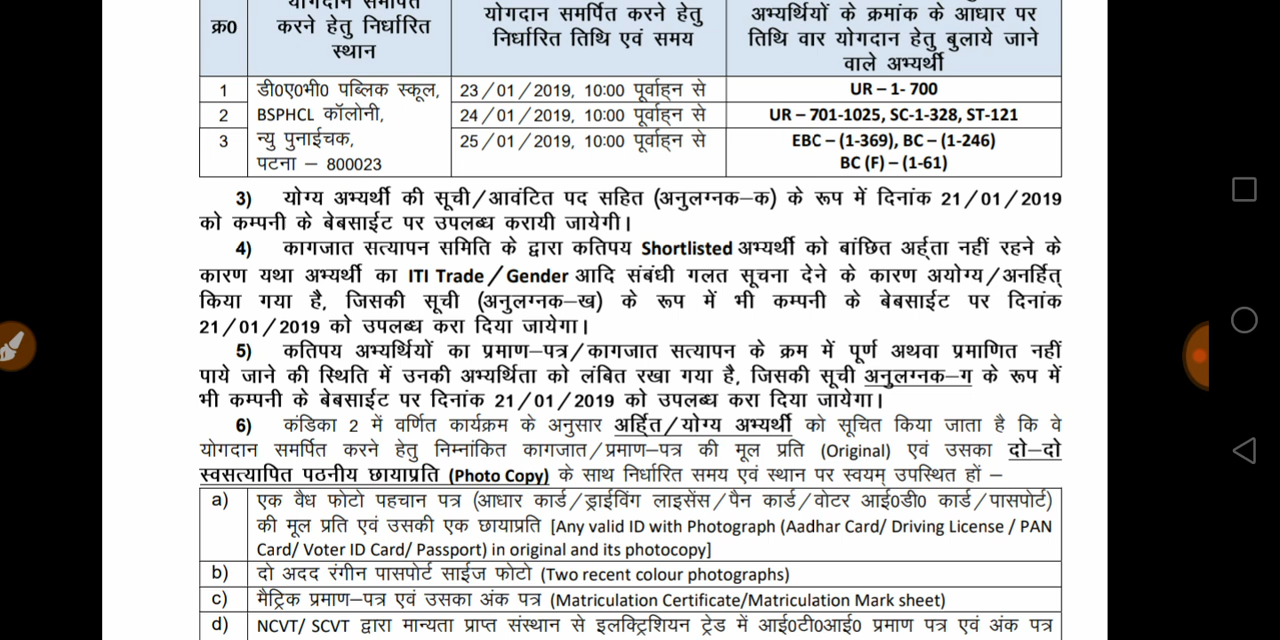 योगदान समर्पित
क्र0
करने हेतु निर्धारित
स्थान
योगदान समर्पित करने हेतु
निर्धारित तिथि एवं समय
अभ्यर्थियों के क्रमांक के आधार पर
तिथि वार योगदान हेतु बुलाये जाने
वाले अभ्यर्थी
1 डी0ए0भी0 पब्लिक स्कूल, 23/01/2019, 10:00 पूर्वाह्न से UR – 1- 700
2 BSPHCL कॉलोनी, 24/01/2019, 10:00 पूर्वाह्न से UR – 701-1025, SC-1-328, ST-121
3 न्यु पुनाईचक, 25/01/2019, 10:00 पूर्वाह्न से EBC – (1-369), BC – (1-246)
पटना – 800023 BC (F) – (1-61)
3) योग्य अभ्यर्थी की सूची/आवंटित पद सहित (अनुलग्नक–क) के रूप में दिनांक 21/01/2019
को कम्पनी के बेबसाईट पर उपलब्ध करायी जायेगी।
4) कागजात सत्यापन समिति के द्वारा कतिपय Shortlisted अभ्यर्थी को बांछित अर्हता नहीं रहने के
कारण यथा अभ्यर्थी का ITI Trade/Gender आदि संबंधी गलत सूचना देने के कारण अयोग्य/अनर्हित
किया गया है, जिसकी सूची (अनुलग्नक–ख) के रूप में भी कम्पनी के बेबसाईट पर दिनांक
21/01/2019 को उपलब्ध करा दिया जायेगा।
5) कतिपय अभ्यर्थियों का प्रमाण–पत्र/कागजात सत्यापन के क्रम में पूर्ण अथवा प्रमाणित नहीं
पाये जाने की स्थिति में उनकी अभ्यर्थिता को लंबित रखा गया है, जिसकी सूची अनुलग्नक–ग के रूप में
भी कम्पनी के बेबसाईट पर दिनांक 21/01/2019 को उपलब्ध करा दिया जायेगा।
6) कंडिका 2 में वर्णित कार्यक्रम के अनुसार अर्हित/योग्य अभ्यर्थी को सूचित किया जाता है कि वे
योगदान समर्पित करने हेतु निम्नांकित कागजात/प्रमाण–पत्र की मूल प्रति (Original) एवं उसका दो–दो
स्वसत्यापित पठनीय छायाप्रति (Photo Copy) के साथ निर्धारित समय एवं स्थान पर स्वयम् उपस्थित हों –
a) एक वैध फोटो पहचान पत्र (आधार कार्ड/ड्राईविंग लाइसेंस/पैन कार्ड/वोटर आई0डी0 कार्ड/पासपोर्ट)
की मूल प्रति एवं उसकी एक छायाप्रति [Any valid ID with Photograph (Aadhar Card/ Driving License / PAN
Card/ Voter ID Card/ Passport) in original and its photocopy]
b) दो अदद रंगीन पासपोर्ट साईज फोटो (Two recent colour photographs)
c) मैट्रिक प्रमाण–पत्र एवं उसका अंक पत्र (Matriculation Certificate/Matriculation Mark sheet)
d) NCVT/ SCVT द्वारा मान्यता प्राप्त संस्थान से इलक्ट्रिशियन ट्रेड में आई0टी0आई0 प्रमाण पत्र एवं अंक पत्र